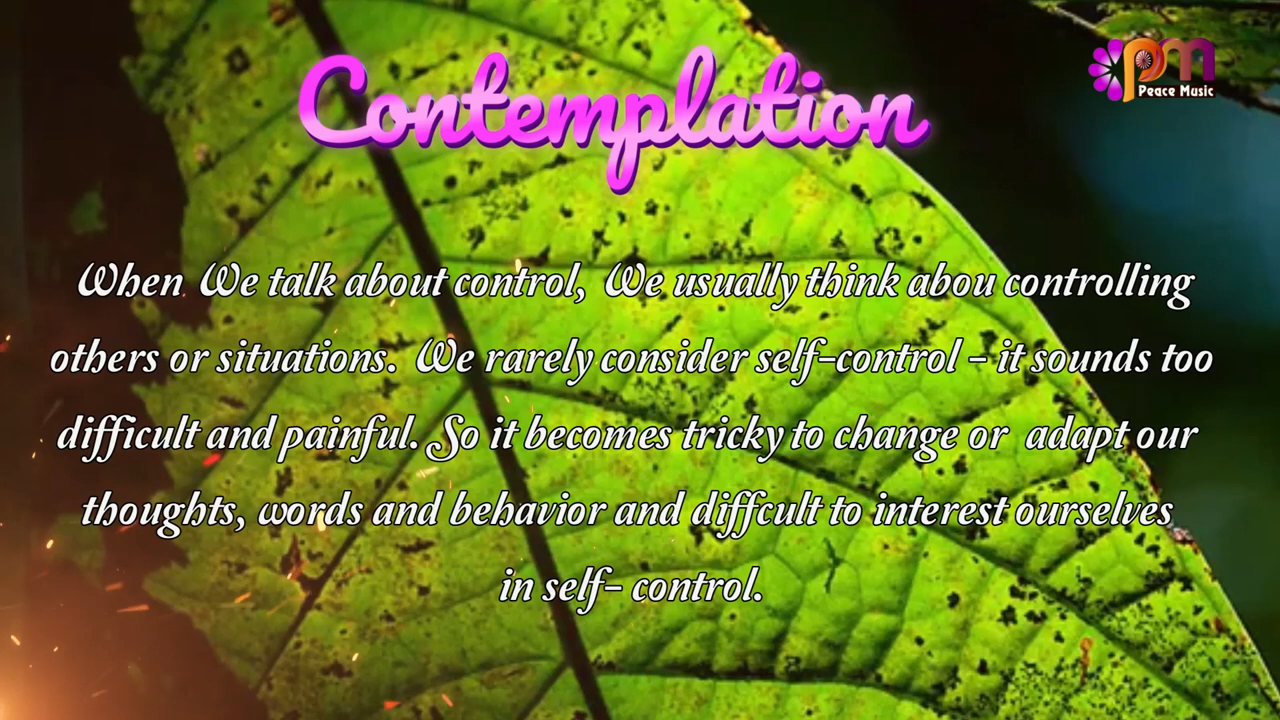 Contemplation
pm
Peace Music
When We talk about control, We usually think abou controlling
others or situations. We rarely consider self-control - it sounds too
difficult and painful. So it becomes tricky to change or adapt our
thoughts, words and behavior and diffcult to interest ourselves
in self- control.